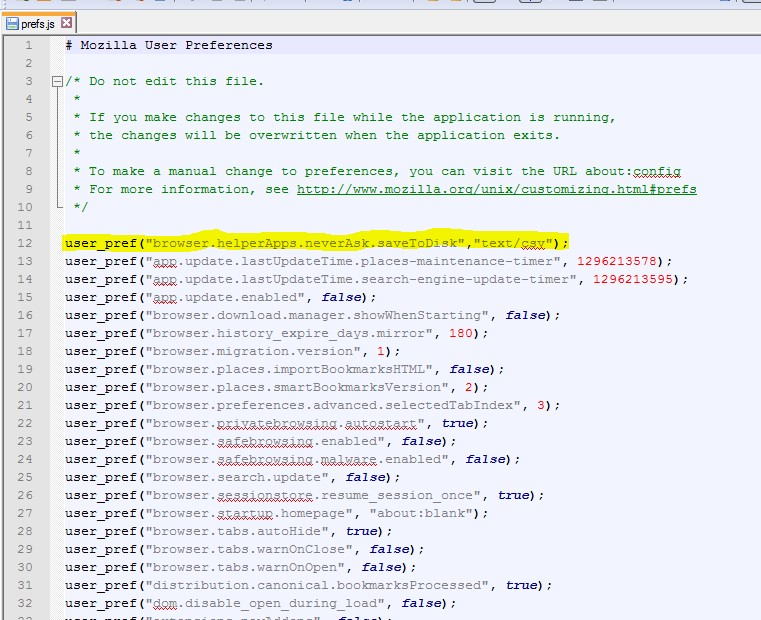 prefs.js
1 # Mozilla User Preferences
2
3 /* Do not edit this file.
4 *
5 * If you make changes to this file while the application is running,
6 * the changes will be overwritten when the application exits.
7 *
8 * To make a manual change to preferences, you can visit the URL about:config
9 * For more information, see http://www.mozilla.org/unix/customizing.html#prefs
10 */
11
12 user_pref("browser.helperApps.neverAsk.saveToDisk","text/csv");
13 user_pref("app.update.lastUpdateTime.places-maintenance-timer", 1296213578);
14 user_pref("app.update.lastUpdateTime.search-engine-update-timer", 1296213595);
15 user_pref("app.update.enabled", false);
16 user_pref("browser.download.manager.showWhenStarting", false);
17 user_pref("browser.history_expire_days.mirror", 180);
18 user_pref("browser.migration.version", 1);
19 user_pref("browser.places.importBookmarksHTML", false);
20 user_pref("browser.places.smartBookmarksVersion", 2);
21 user_pref("browser.preferences.advanced.selectedTabIndex", 3);
22 user_pref("browser.privatebrowsing.autostart", true);
23 user_pref("browser.safebrowsing.enabled", false);
24 user_pref("browser.safebrowsing.malware.enabled", false);
25 user_pref("browser.search.update", false);
26 user_pref("browser.sessionstore.resume_session_once", true);
27 user_pref("browser.startup.homepage", "about:blank");
28 user_pref("browser.tabs.autoHide", true);
29 user_pref("browser.tabs.warnOnClose", false);
30 user_pref("browser.tabs.warnOnOpen", false);
31 user_pref("distribution.canonical.bookmarksProcessed", true);
32 user_pref("dom.disable_open_during_load", false);